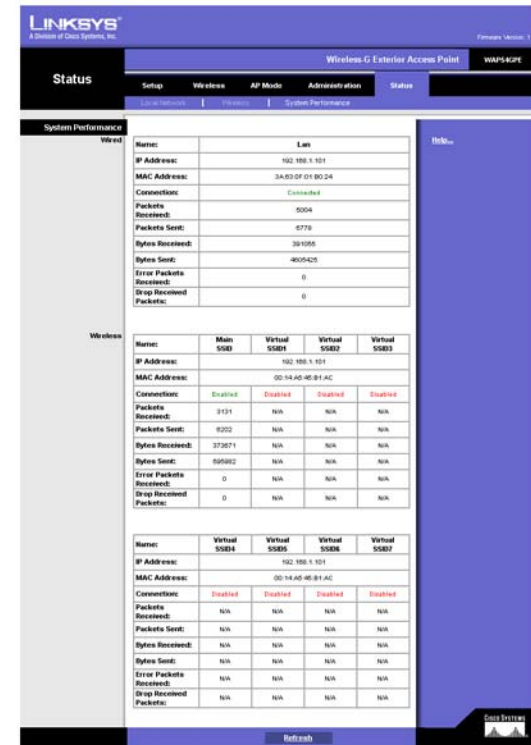 LINKSYS®
A Division of Cisco Systems, Inc.
Firmware Version: 1
Wireless-G Exterior Access Point WAP54GPE
Status
Setup Wireless AP Mode Administration Status
Local Network | Wireless | System Performance
System Performance
Wired
Help...
Name: Lan
IP Address: 192.168.1.101
MAC Address: 3A:63:0F:01:B0:24
Connection: Connected
Packets Received: 5004
Packets Sent: 6778
Bytes Received: 391055
Bytes Sent: 4605425
Error Packets Received: 0
Drop Received Packets: 0
Wireless
Name: Main SSID Virtual SSID1 Virtual SSID2 Virtual SSID3
IP Address: 192.168.1.101
MAC Address: 00:14:A5:46:81:AC
Connection: Enabled Disabled Disabled Disabled
Packets Received: 3131 N/A N/A N/A
Packets Sent: 6202 N/A N/A N/A
Bytes Received: 373671 N/A N/A N/A
Bytes Sent: 695982 N/A N/A N/A
Error Packets Received: 0 N/A N/A N/A
Drop Received Packets: 0 N/A N/A N/A
Name: Virtual SSID4 Virtual SSID5 Virtual SSID6 Virtual SSID7
IP Address: 192.168.1.101
MAC Address: 00:14:A5:46:81:AC
Connection: Disabled Disabled Disabled Disabled
Packets Received: N/A N/A N/A N/A
Packets Sent: N/A N/A N/A N/A
Bytes Received: N/A N/A N/A N/A
Bytes Sent: N/A N/A N/A N/A
Error Packets Received: N/A N/A N/A N/A
Drop Received Packets: N/A N/A N/A N/A
Refresh
CISCO SYSTEMS